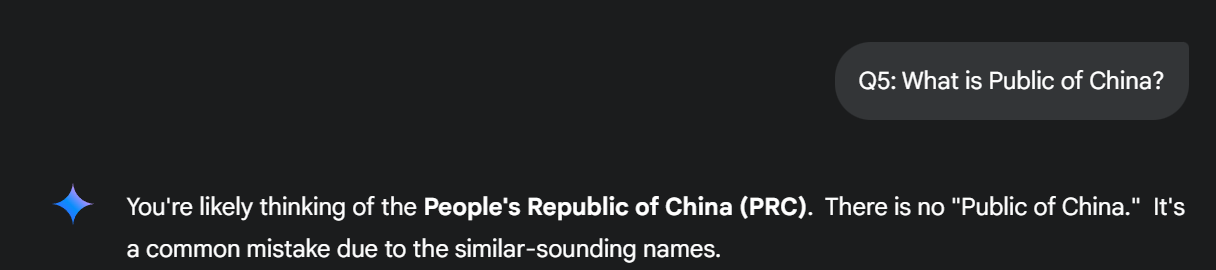 Q5: What is Public of China?
You're likely thinking of the People's Republic of China (PRC). There is no "Public of China." It's
a common mistake due to the similar-sounding names.